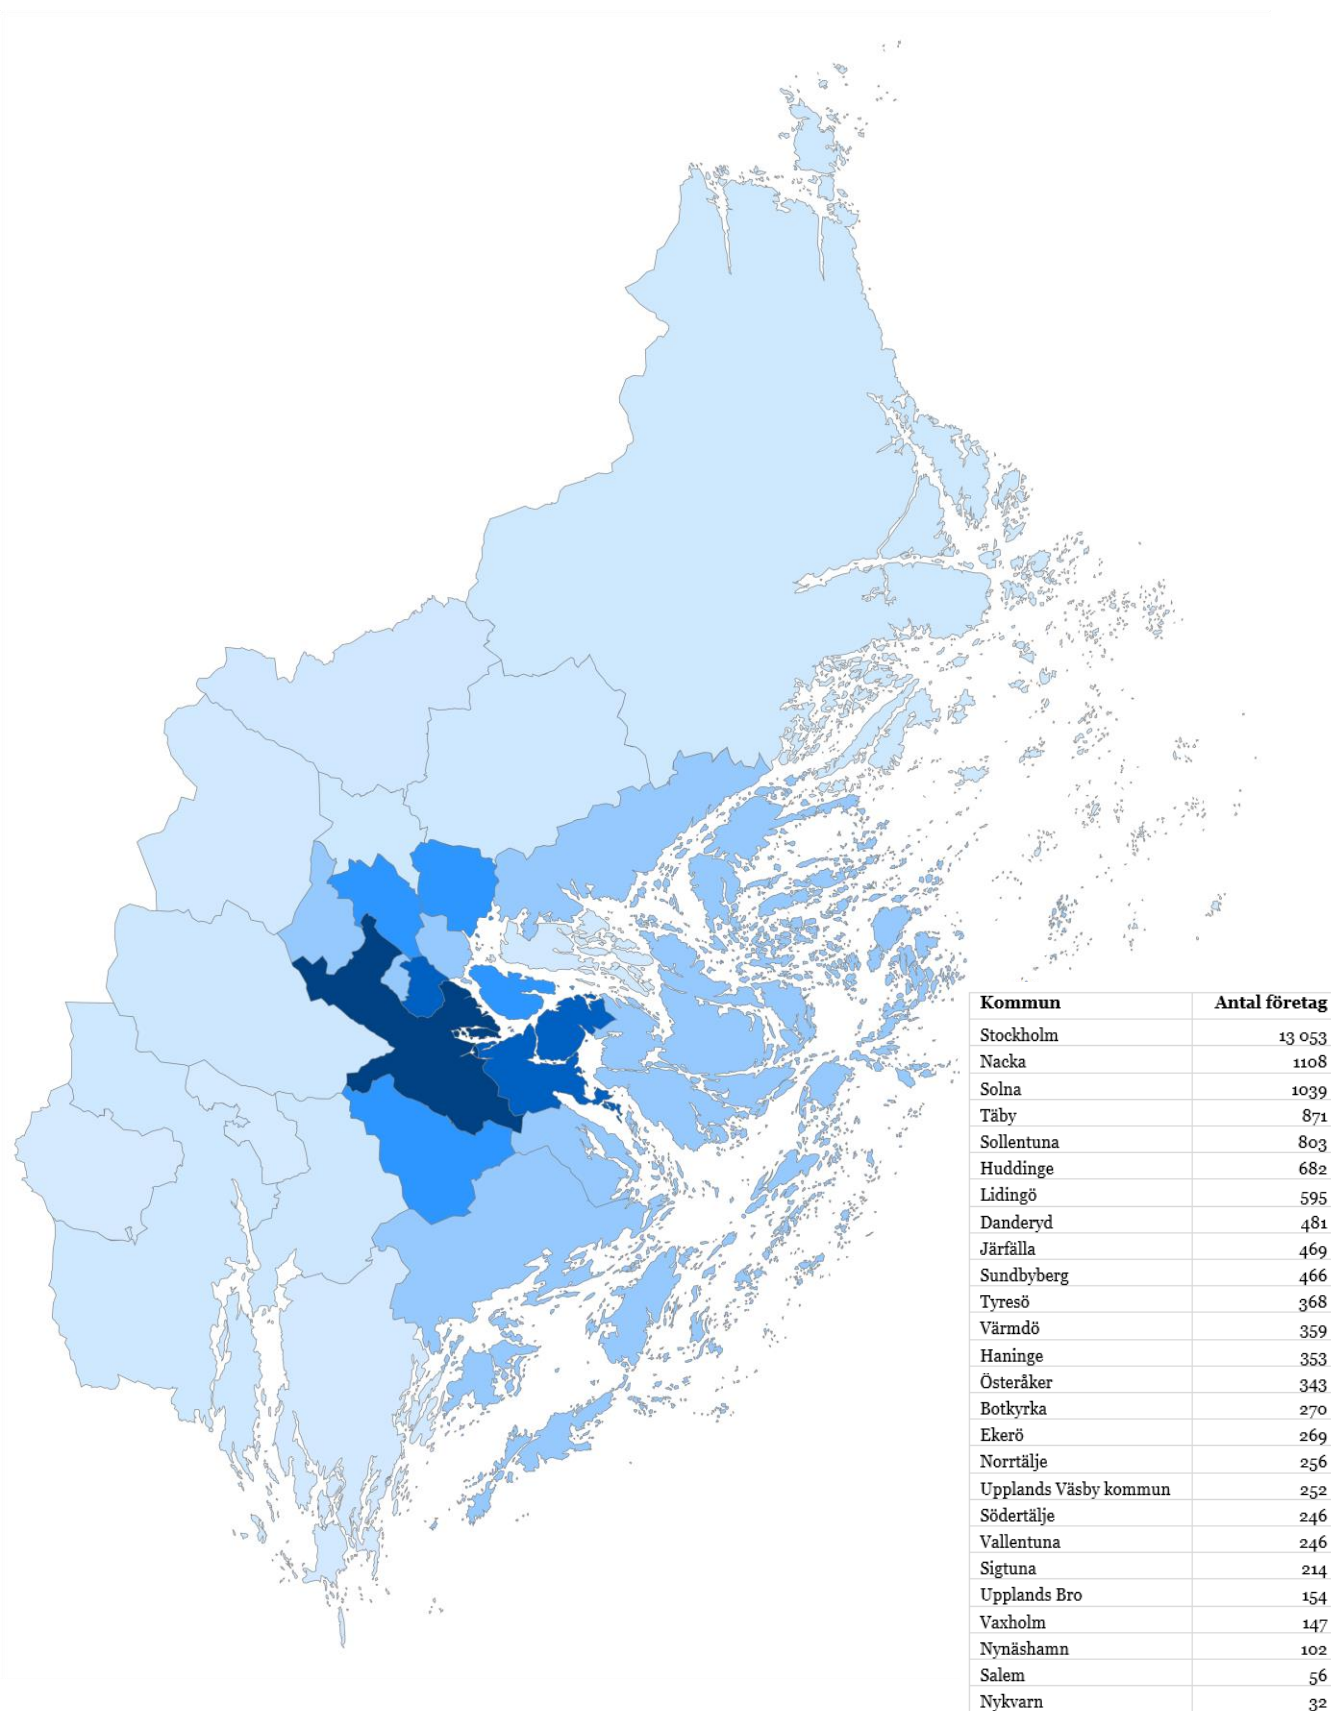 Kommun Antal företag
Stockholm 13 053
Nacka 1108
Solna 1039
Täby 871
Sollentuna 803
Huddinge 682
Lidingö 595
Danderyd 481
Järfälla 469
Sundbyberg 466
Tyresö 368
Värmdö 359
Haninge 353
Österåker 343
Botkyrka 270
Ekerö 269
Norrtälje 256
Upplands Väsby kommun 252
Södertälje 246
Vallentuna 246
Sigtuna 214
Upplands Bro 154
Vaxholm 147
Nynäshamn 102
Salem 56
Nykvarn 32